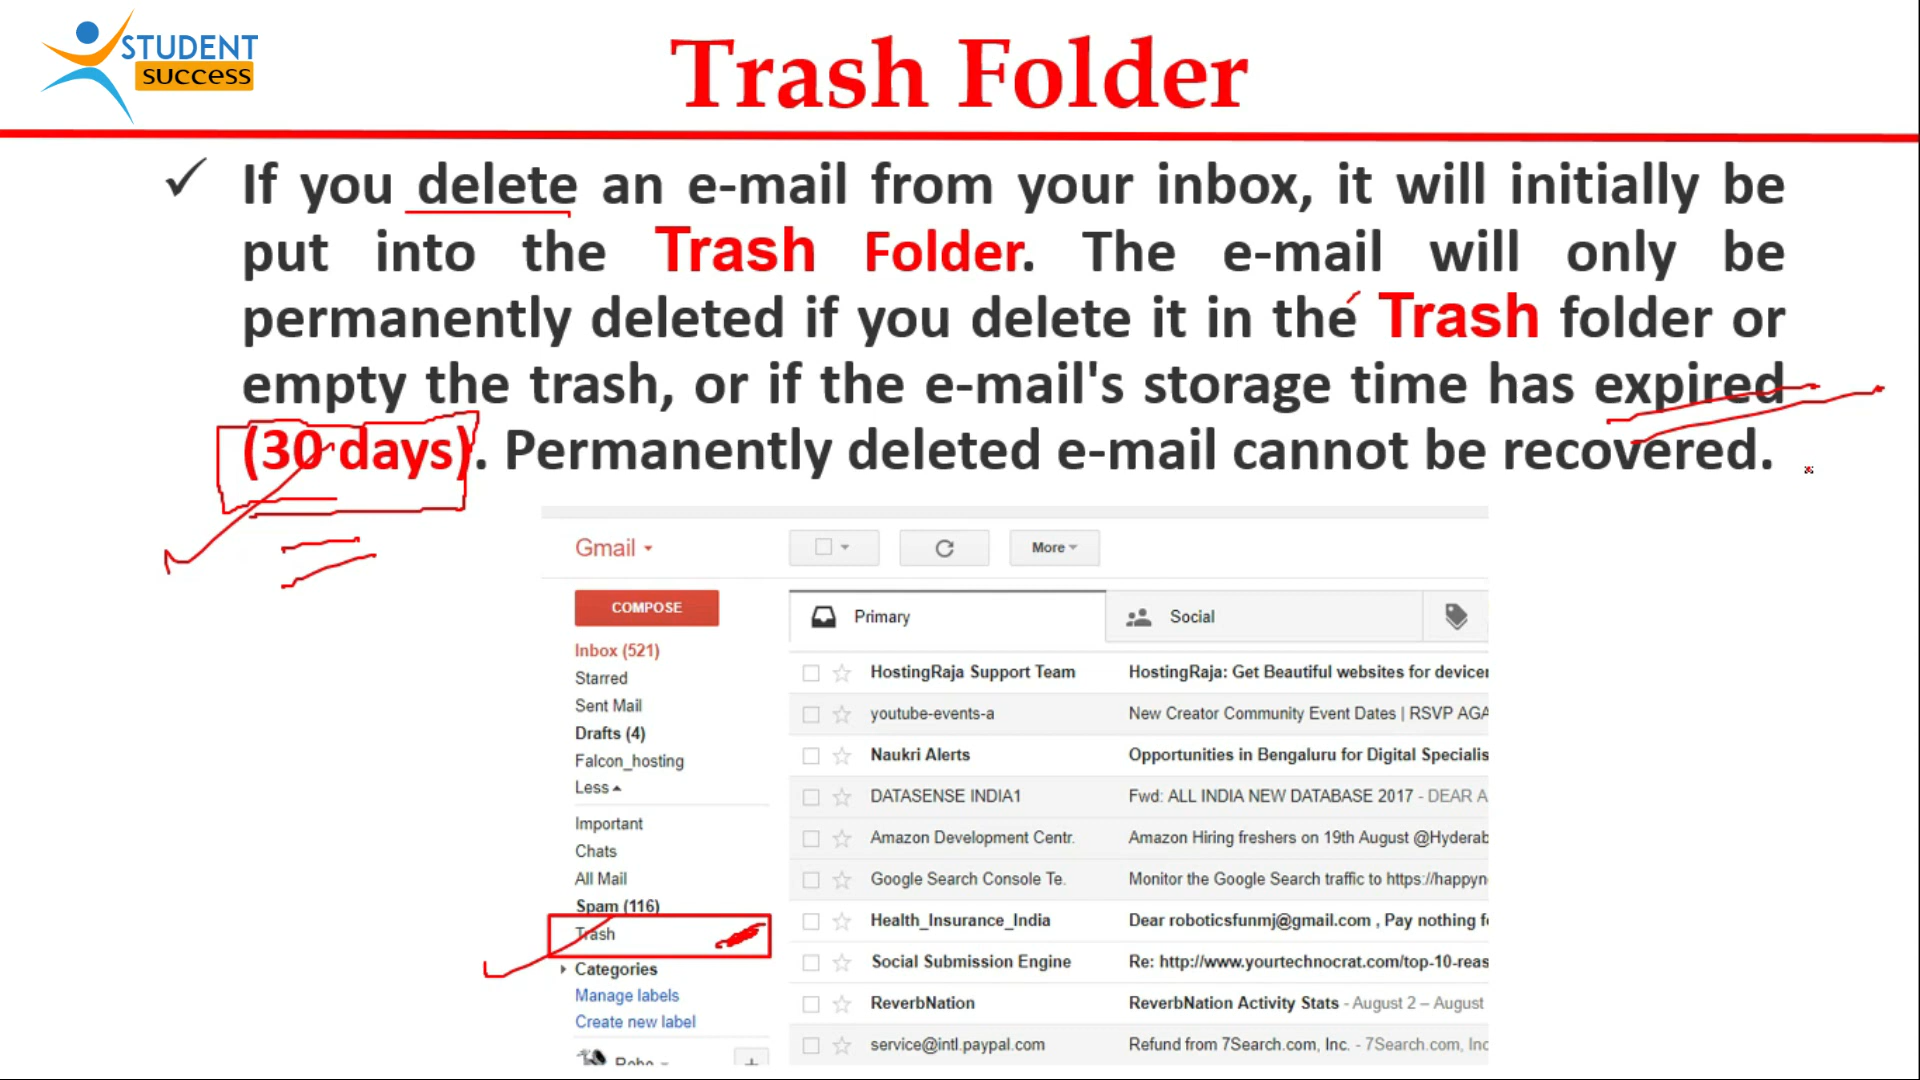 STUDENT
SUCCESS
Trash Folder
✓ If you delete an e-mail from your inbox, it will initially be
put into the Trash Folder. The e-mail will only be
permanently deleted if you delete it in the Trash folder or
empty the trash, or if the e-mail's storage time has expired
(30 days). Permanently deleted e-mail cannot be recovered.
Gmail
More
COMPOSE
Primary
Social
Inbox (521)
Starred
Sent Mail
Drafts (4)
Falcon_hosting
Less
Important
Chats
All Mail
Spam (116)
Trash
Categories
Manage labels
Create new label
HostingRaja Support Team HostingRaja: Get Beautiful websites for device
youtube-events-a New Creator Community Event Dates | RSVP AGA
Naukri Alerts Opportunities in Bengaluru for Digital Specialis
DATASENSE INDIA1 Fwd: ALL INDIA NEW DATABASE 2017 - DEAR A
Amazon Development Centr. Amazon Hiring freshers on 19th August @Hyderab
Google Search Console Te. Monitor the Google Search traffic to https://happyn
Health_Insurance_India Dear roboticsfunmj@gmail.com , Pay nothing f
Social Submission Engine Re: http://www.yourtechnocrat.com/top-10-reas
ReverbNation ReverbNation Activity Stats - August 2 – August
service@intl.paypal.com Refund from 7Search.com, Inc. - 7Search.com, Inc